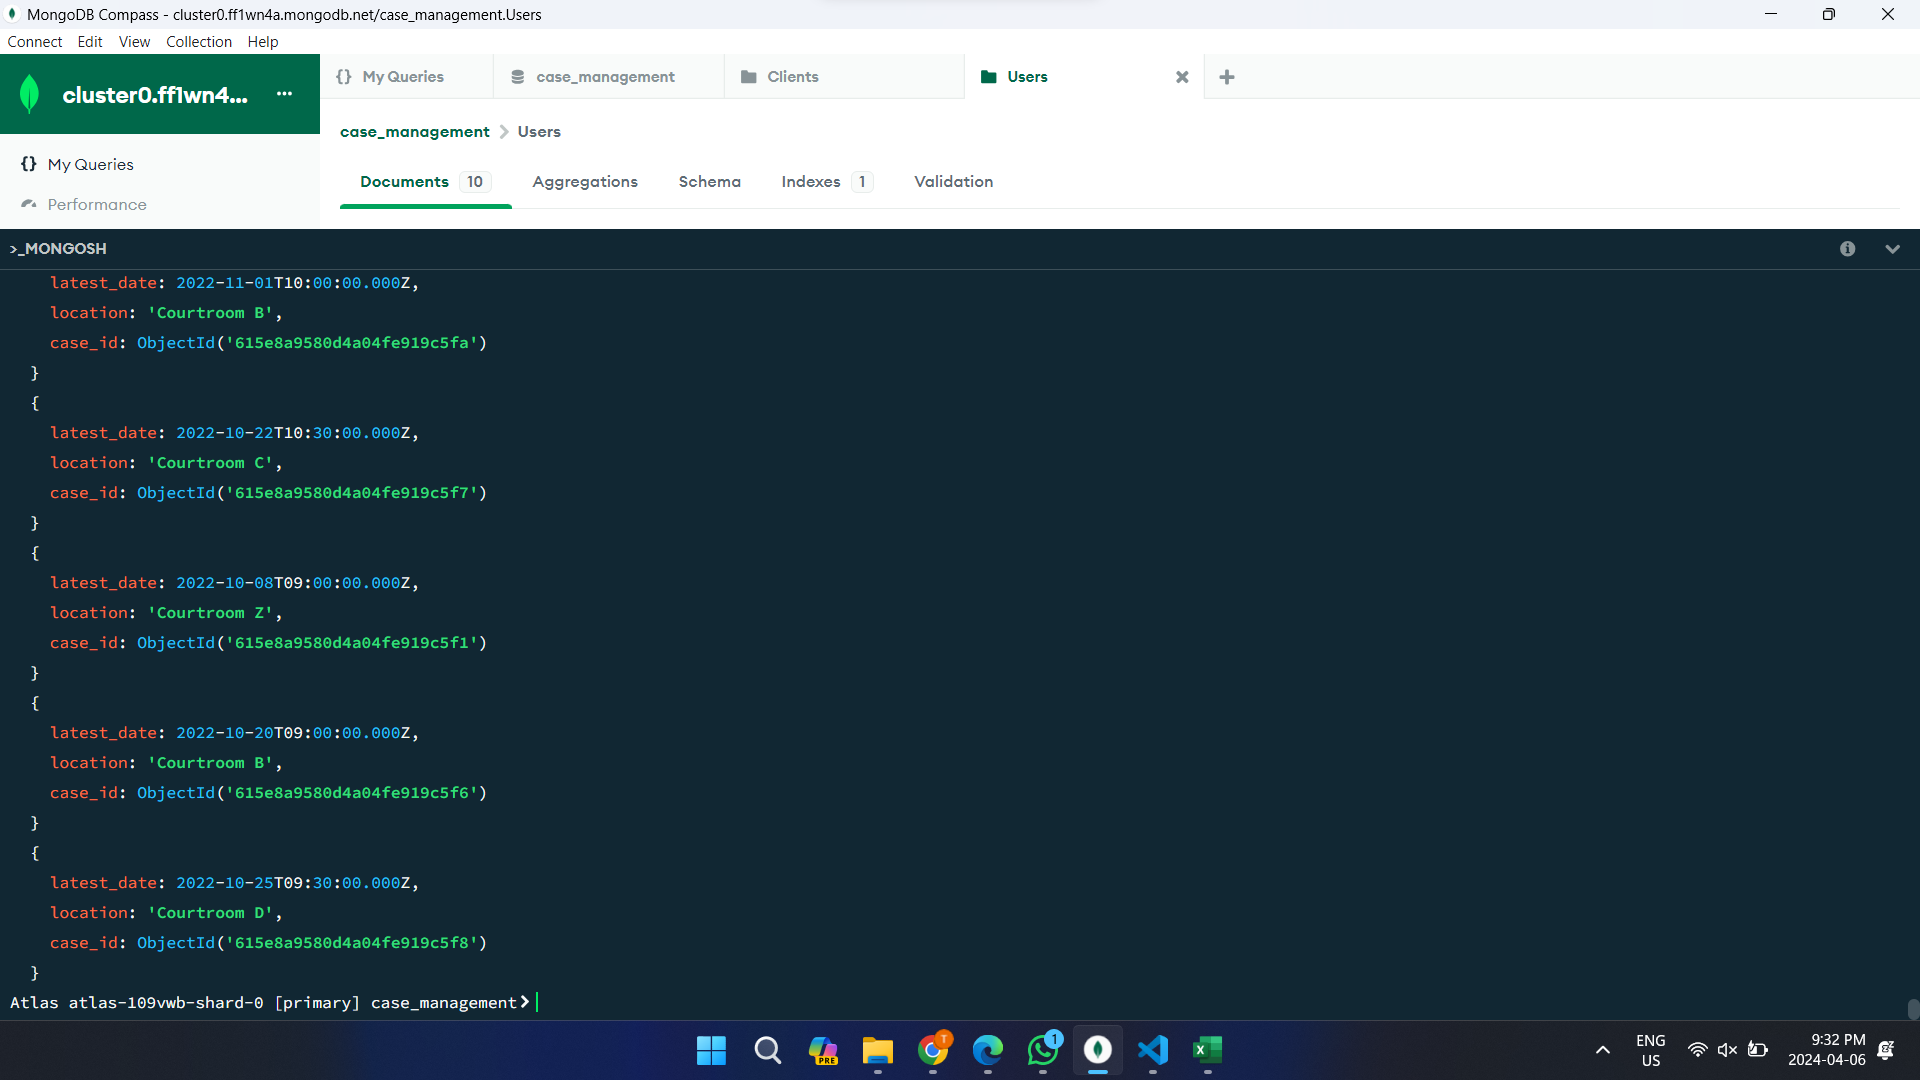 MongoDB Compass - cluster0.ff1wn4a.mongodb.net/case_management.Users
Connect Edit View Collection Help
cluster0.ff1wn4... ...
{} My Queries
case_management
Clients
Users
case_management > Users
My Queries
Performance
Documents 10 Aggregations Schema Indexes 1 Validation
>_MONGOSH
latest_date: 2022-11-01T10:00:00.000Z,
location: 'Courtroom B',
case_id: ObjectId('615e8a9580d4a04fe919c5fa')
}
{
latest_date: 2022-10-22T10:30:00.000Z,
location: 'Courtroom C',
case_id: ObjectId('615e8a9580d4a04fe919c5f7')
}
{
latest_date: 2022-10-08T09:00:00.000Z,
location: 'Courtroom Z',
case_id: ObjectId('615e8a9580d4a04fe919c5f1')
}
{
latest_date: 2022-10-20T09:00:00.000Z,
location: 'Courtroom B',
case_id: ObjectId('615e8a9580d4a04fe919c5f6')
}
{
latest_date: 2022-10-25T09:30:00.000Z,
location: 'Courtroom D',
case_id: ObjectId('615e8a9580d4a04fe919c5f8')
}
Atlas atlas-109vwb-shard-0 [primary] case_management>
PRE
T
1
ENG
US
9:32 PM
2024-04-06